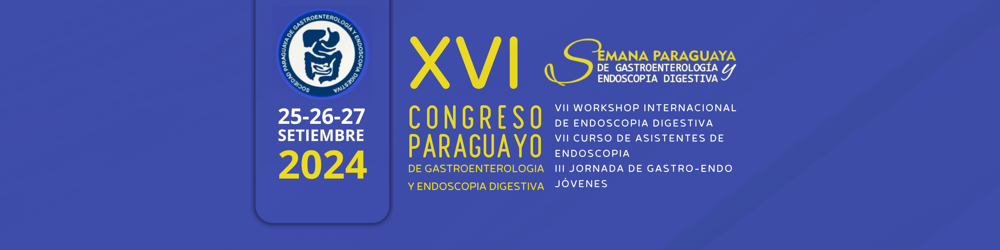 SOCIEDAD PARAGUAYA DE GASTROENTEROLOGÍA Y ENDOSCOPÍA DIGESTIVA
25-26-27
SETIEMBRE
2024
XVI
CONGRESO
PARAGUAYO
DE GASTROENTEROLOGIA
Y ENDOSCOPIA DIGESTIVA
SEMANA PARAGUAYA
DE GASTROENTEROLOGÍA y
ENDOSCOPIA DIGESTIVA
VII WORKSHOP INTERNACIONAL
DE ENDOSCOPIA DIGESTIVA
VII CURSO DE ASISTENTES DE
ENDOSCOPIA
III JORNADA DE GASTRO-ENDO
JÓVENES